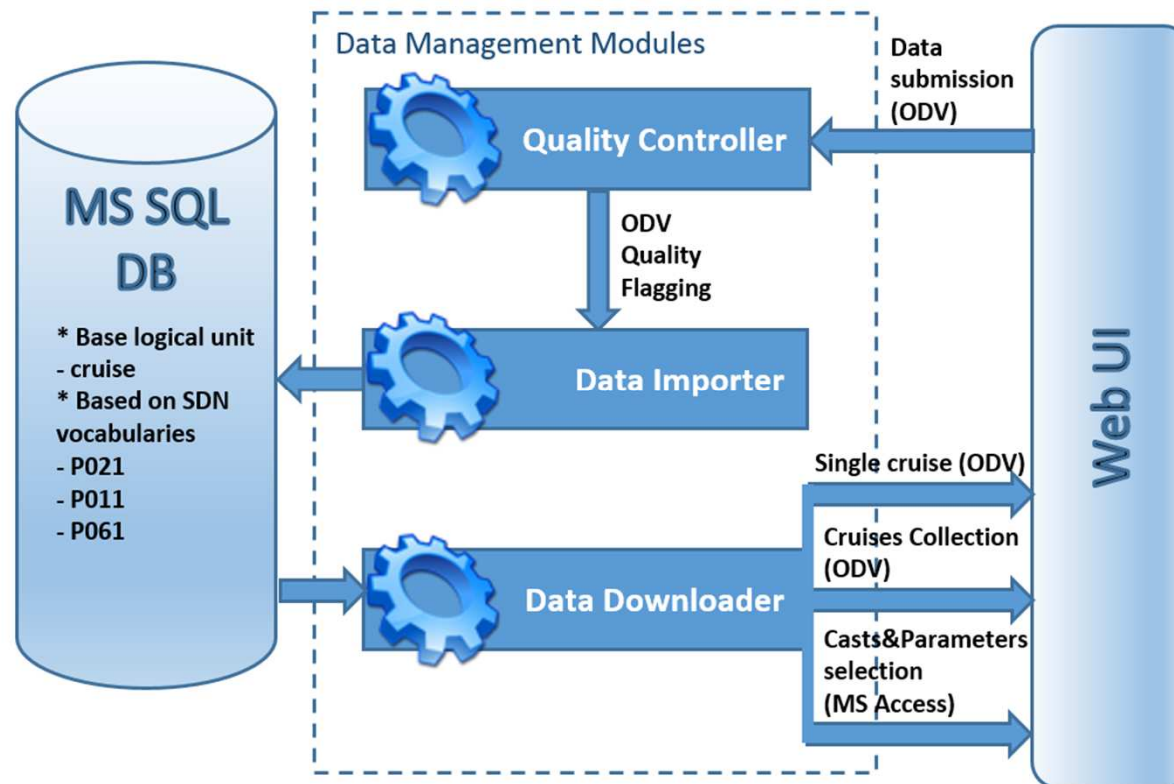 Data Management Modules
Data
submission
(ODV)
Quality Controller
MS SQL
DB
ODV
Quality
Flagging
* Base logical unit
- cruise
* Based on SDN
vocabularies
- P021
- P011
- P061
Data Importer
Web UI
Single cruise (ODV)
Cruises Collection
(ODV)
Data Downloader
Casts&Parameters
selection
(MS Access)